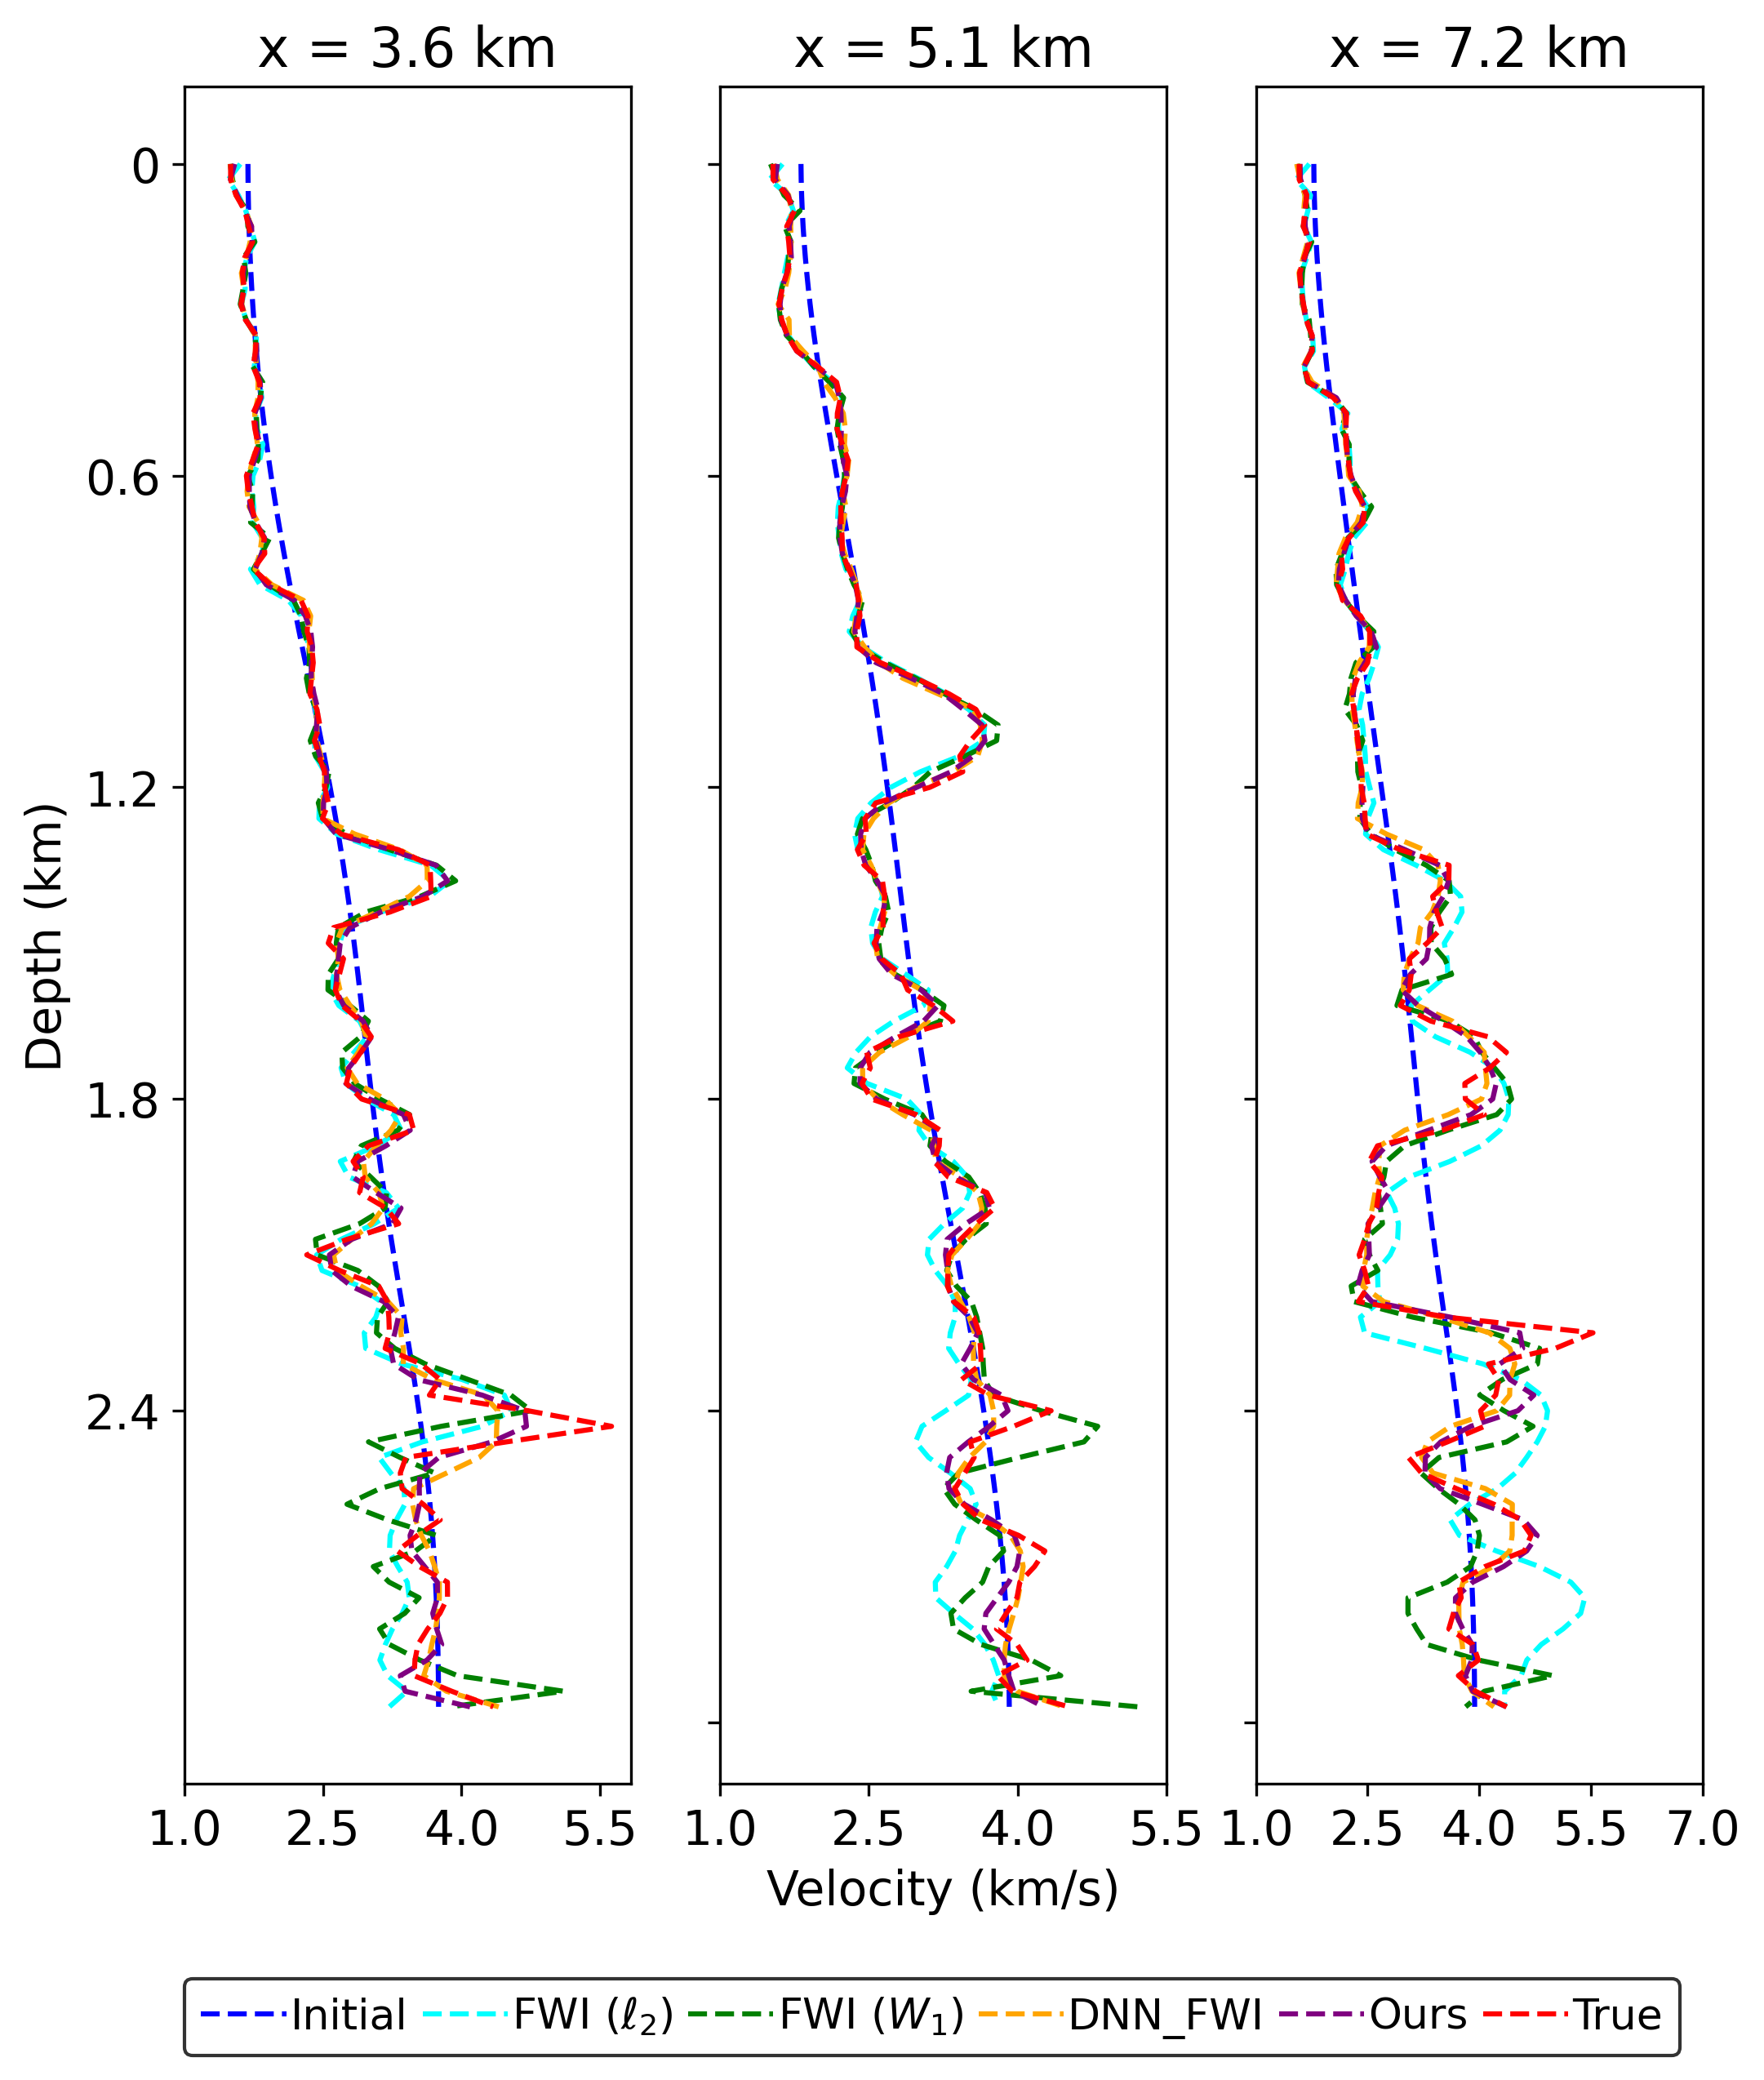 x = 3.6 km
x = 5.1 km
x = 7.2 km
0
0.6
1.2
1.8
2.4
Depth (km)
1.0 2.5 4.0 5.5
1.0 2.5 4.0 5.5
1.0 2.5 4.0 5.5 7.0
Velocity (km/s)
Initial FWI (ℓ₂) FWI (W₁) DNN_FWI Ours True